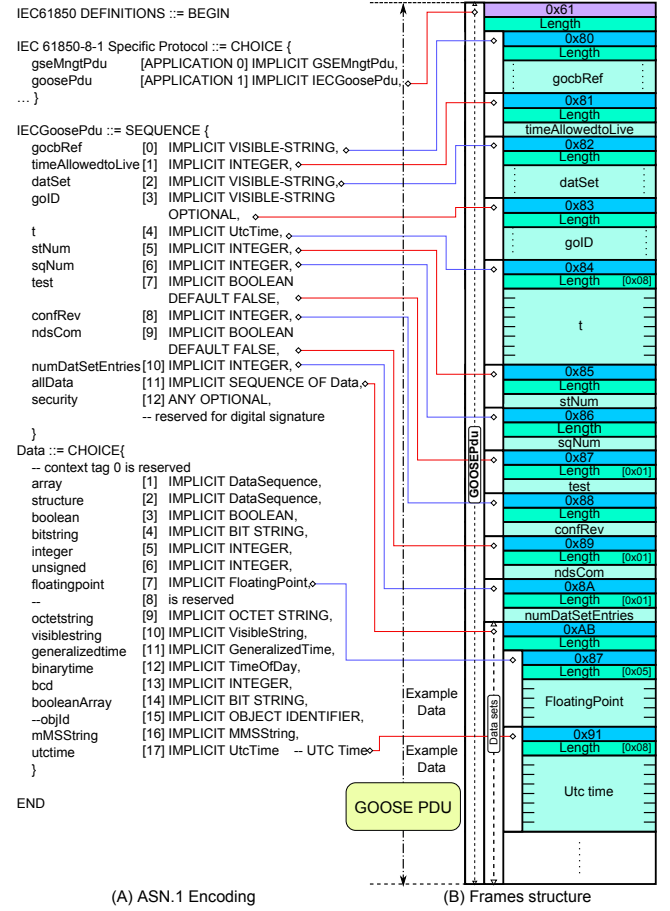 IEC61850 DEFINITIONS ::= BEGIN
IEC 61850-8-1 Specific Protocol ::= CHOICE {
gseMngtPdu [APPLICATION 0] IMPLICIT GSEMngtPdu,
goosePdu [APPLICATION 1] IMPLICIT IECGoosePdu,
... }
IECGoosePdu ::= SEQUENCE {
gocbRef [0] IMPLICIT VISIBLE-STRING,
timeAllowedtoLive [1] IMPLICIT INTEGER,
datSet [2] IMPLICIT VISIBLE-STRING,
goID [3] IMPLICIT VISIBLE-STRING
OPTIONAL,
t [4] IMPLICIT UtcTime,
stNum [5] IMPLICIT INTEGER,
sqNum [6] IMPLICIT INTEGER,
test [7] IMPLICIT BOOLEAN
DEFAULT FALSE,
confRev [8] IMPLICIT INTEGER,
ndsCom [9] IMPLICIT BOOLEAN
DEFAULT FALSE,
numDatSetEntries [10] IMPLICIT INTEGER,
allData [11] IMPLICIT SEQUENCE OF Data,
security [12] ANY OPTIONAL,
-- reserved for digital signature
}
Data ::= CHOICE{
-- context tag 0 is reserved
array [1] IMPLICIT DataSequence,
structure [2] IMPLICIT DataSequence,
boolean [3] IMPLICIT BOOLEAN,
bitstring [4] IMPLICIT BIT STRING,
integer [5] IMPLICIT INTEGER,
unsigned [6] IMPLICIT INTEGER,
floatingpoint [7] IMPLICIT FloatingPoint,
-- [8] is reserved
octetstring [9] IMPLICIT OCTET STRING,
visiblestring [10] IMPLICIT VisibleString,
generalizedtime [11] IMPLICIT GeneralizedTime,
binarytime [12] IMPLICIT TimeOfDay,
bcd [13] IMPLICIT INTEGER,
booleanArray [14] IMPLICIT BIT STRING,
--objId [15] IMPLICIT OBJECT IDENTIFIER,
mMSString [16] IMPLICIT MMSString,
utctime [17] IMPLICIT UtcTime -- UTC Time
}
END
(A) ASN.1 Encoding
Example
Data
Example
Data
GOOSE PDU
GOOSEPdu
Data sets
0x61
Length
0x80
Length
gocbRef
0x81
Length
timeAllowedtoLive
0x82
Length
datSet
0x83
Length
goID
0x84
Length [0x08]
t
0x85
Length
stNum
0x86
Length
sqNum
0x87
Length [0x01]
test
0x88
Length
confRev
0x89
Length [0x01]
ndsCom
0x8A
Length [0x01]
numDatSetEntries
0xAB
Length
0x87
Length [0x05]
FloatingPoint
0x91
Length [0x08]
Utc time
(B) Frames structure